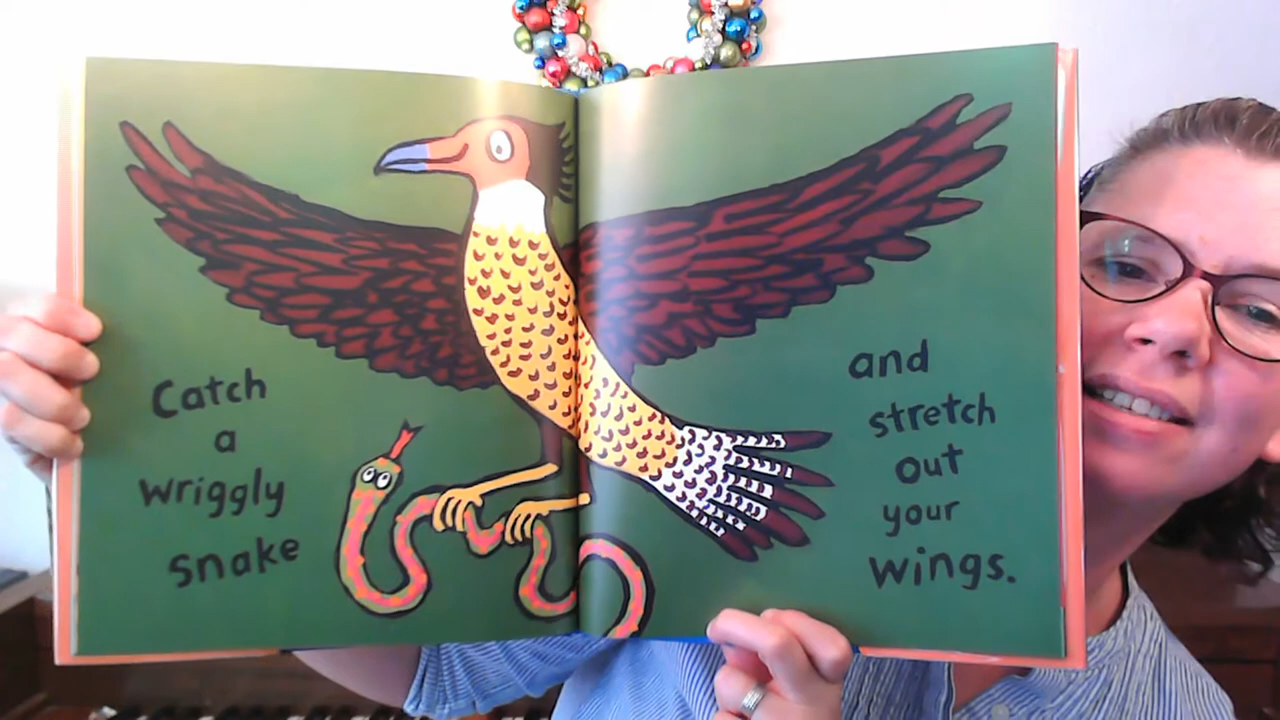 Catch
a
wriggly
snake
and
stretch
out
your
wings.